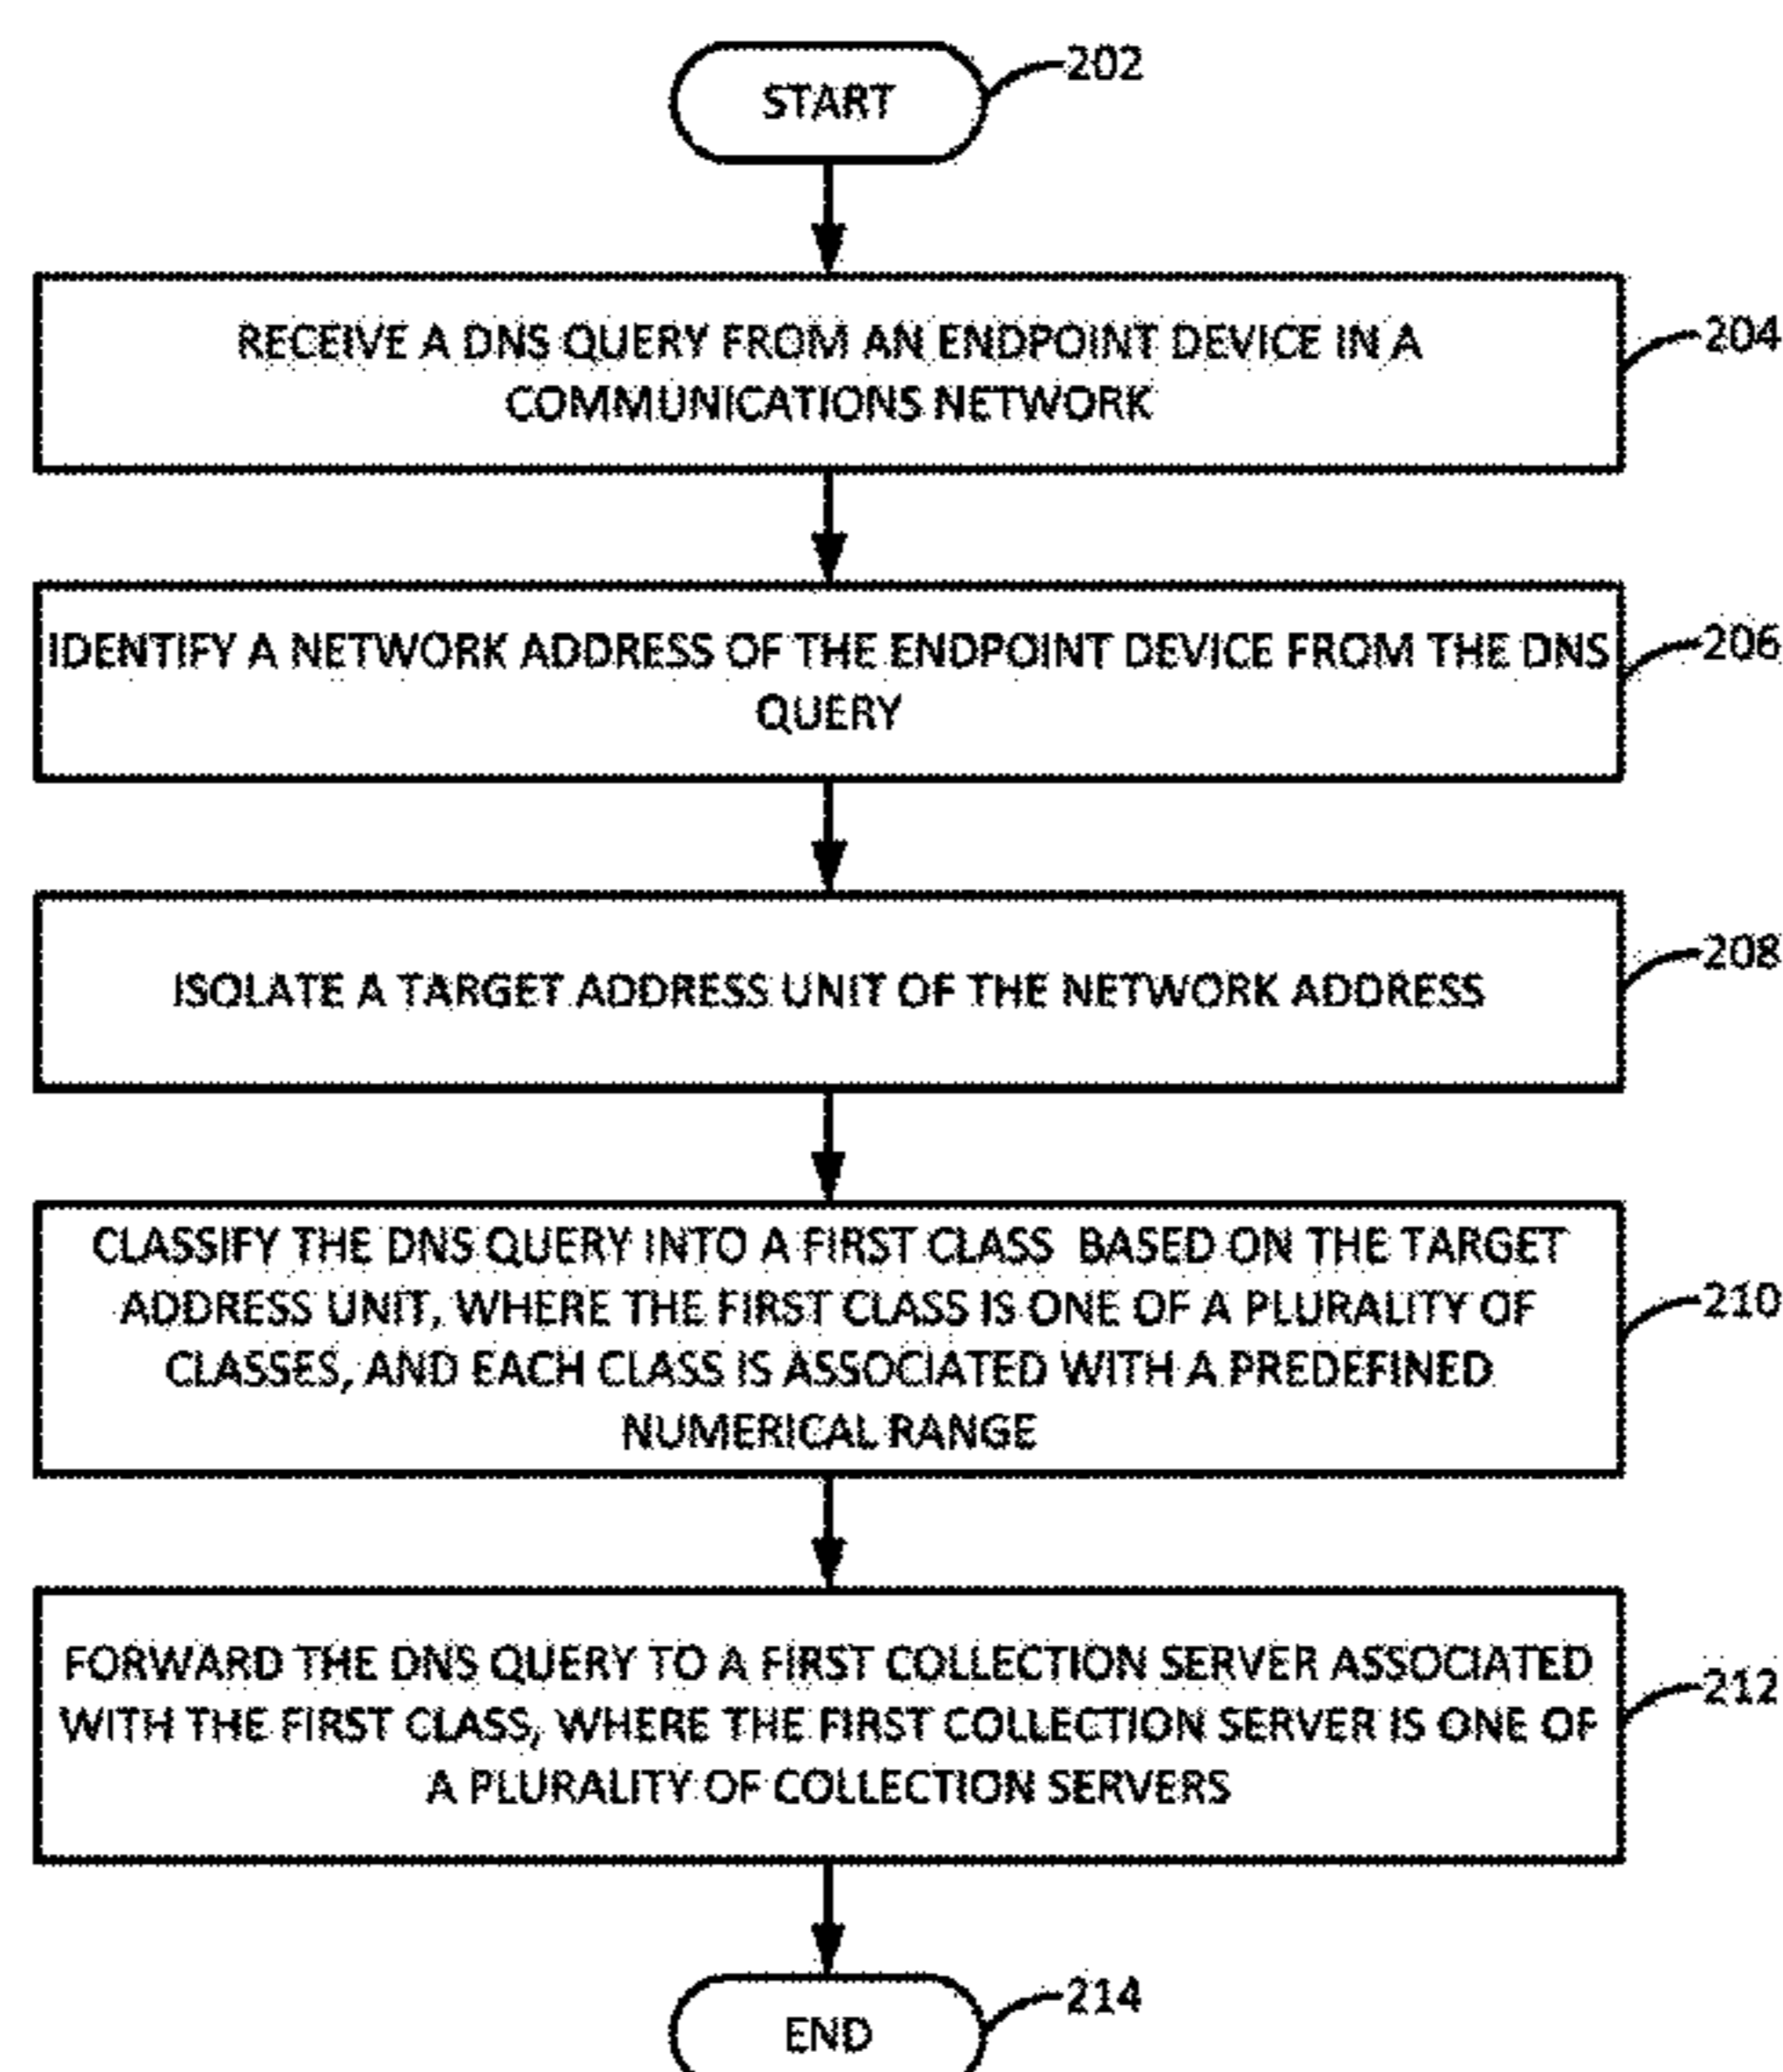 START
202
RECEIVE A DNS QUERY FROM AN ENDPOINT DEVICE IN A
COMMUNICATIONS NETWORK
204
IDENTIFY A NETWORK ADDRESS OF THE ENDPOINT DEVICE FROM THE DNS
QUERY
206
ISOLATE A TARGET ADDRESS UNIT OF THE NETWORK ADDRESS
208
CLASSIFY THE DNS QUERY INTO A FIRST CLASS BASED ON THE TARGET
ADDRESS UNIT, WHERE THE FIRST CLASS IS ONE OF A PLURALITY OF
CLASSES, AND EACH CLASS IS ASSOCIATED WITH A PREDEFINED
NUMERICAL RANGE
210
FORWARD THE DNS QUERY TO A FIRST COLLECTION SERVER ASSOCIATED
WITH THE FIRST CLASS, WHERE THE FIRST COLLECTION SERVER IS ONE OF
A PLURALITY OF COLLECTION SERVERS
212
END
214